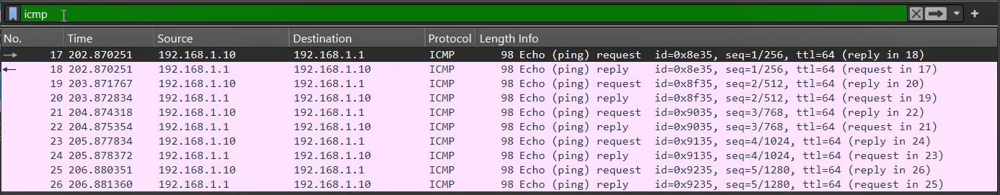 icmp
No. Time Source Destination Protocol Length Info
17 202.870251 192.168.1.10 192.168.1.1 ICMP 98 Echo (ping) request id=0x8e35, seq=1/256, ttl=64 (reply in 18)
18 202.870251 192.168.1.1 192.168.1.10 ICMP 98 Echo (ping) reply id=0x8e35, seq=1/256, ttl=64 (request in 17)
19 203.871767 192.168.1.10 192.168.1.1 ICMP 98 Echo (ping) request id=0x8f35, seq=2/512, ttl=64 (reply in 20)
20 203.872834 192.168.1.1 192.168.1.10 ICMP 98 Echo (ping) reply id=0x8f35, seq=2/512, ttl=64 (request in 19)
21 204.874318 192.168.1.10 192.168.1.1 ICMP 98 Echo (ping) request id=0x9035, seq=3/768, ttl=64 (reply in 22)
22 204.875354 192.168.1.1 192.168.1.10 ICMP 98 Echo (ping) reply id=0x9035, seq=3/768, ttl=64 (request in 21)
23 205.877834 192.168.1.10 192.168.1.1 ICMP 98 Echo (ping) request id=0x9135, seq=4/1024, ttl=64 (reply in 24)
24 205.878372 192.168.1.1 192.168.1.10 ICMP 98 Echo (ping) reply id=0x9135, seq=4/1024, ttl=64 (request in 23)
25 206.880351 192.168.1.10 192.168.1.1 ICMP 98 Echo (ping) request id=0x9235, seq=5/1280, ttl=64 (reply in 26)
26 206.881360 192.168.1.1 192.168.1.10 ICMP 98 Echo (ping) reply id=0x9235, seq=5/1280, ttl=64 (request in 25)